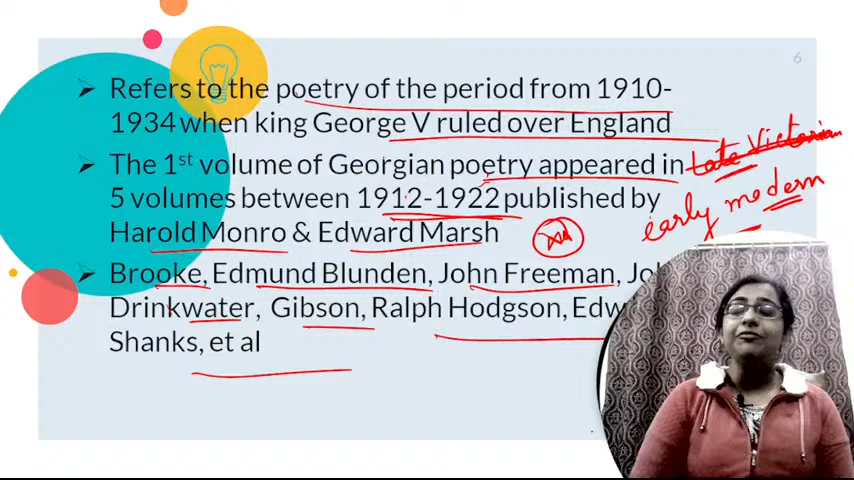 6
➤ Refers to the poetry of the period from 1910-
1934 when king George V ruled over England
➤ The 1st volume of Georgian poetry appeared in
5 volumes between 1912-1922 published by
Harold Monro & Edward Marsh
➤ Brooke, Edmund Blunden, John Freeman,
Drinkwater, Gibson, Ralph Hodgson,
Shanks, et al
Late Victorian
early modern